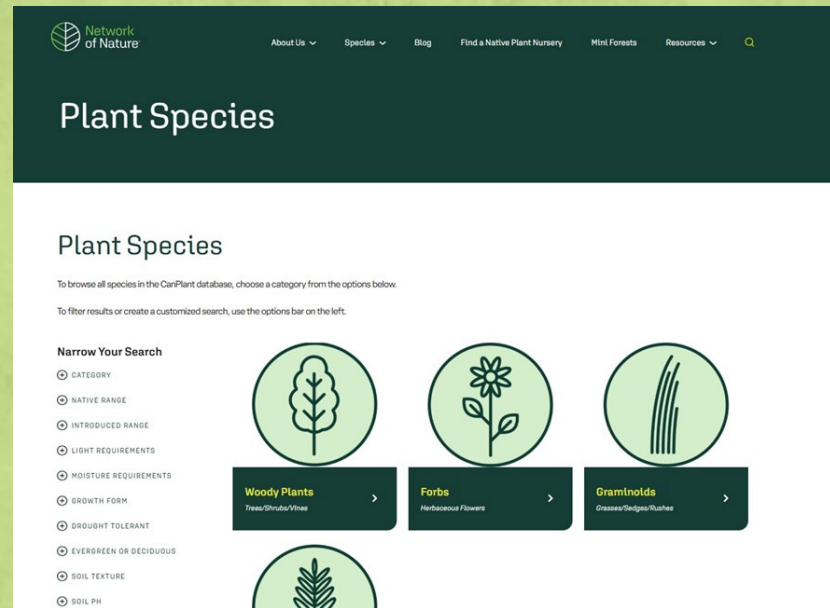 Network
of Nature
About Us
Species
Blog
Find a Native Plant Nursery
Mini Forests
Resources
Plant Species
Plant Species
To browse all species in the CanPlant database, choose a category from the options below.
To filter results or create a customized search, use the options bar on the left.
Narrow Your Search
CATEGORY
NATIVE RANGE
INTRODUCED RANGE
LIGHT REQUIREMENTS
MOISTURE REQUIREMENTS
GROWTH FORM
DROUGHT TOLERANT
EVERGREEN OR DECIDUOUS
SOIL TEXTURE
SOIL PH
Woody Plants
Trees/Shrubs/Vines
Forbs
Herbaceous Flowers
Graminoids
Grasses/Sedges/Rushes